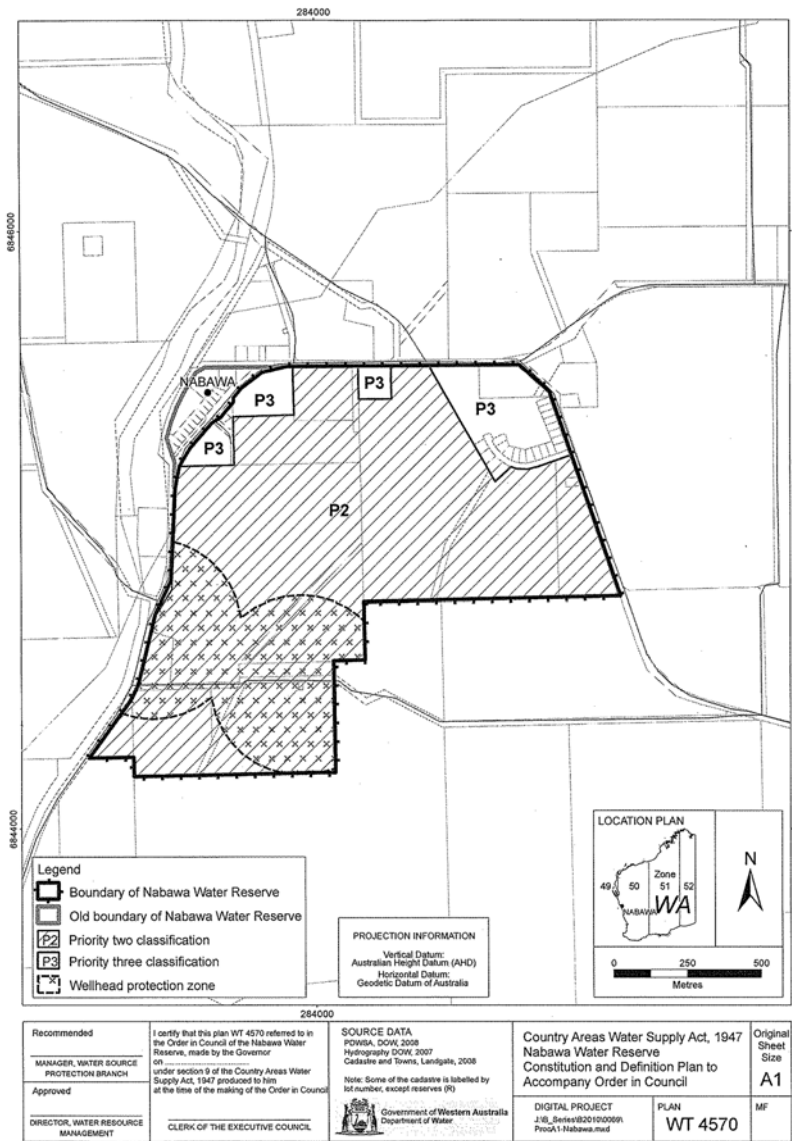 284000
6846000
NABAWA
P3
P3
P3
P3
P2
6844000
LOCATION PLAN
Zone
49
50
51
52
NABAWA
WA
N
0
250
500
Metres
Legend
Boundary of Nabawa Water Reserve
Old boundary of Nabawa Water Reserve
P2 Priority two classification
P3 Priority three classification
Wellhead protection zone
PROJECTION INFORMATION
Vertical Datum:
Australian Height Datum (AHD)
Horizontal Datum:
Geodetic Datum of Australia
284000
Recommended
MANAGER, WATER SOURCE
PROTECTION BRANCH
Approved
DIRECTOR, WATER RESOURCE
MANAGEMENT
I certify that this plan WT 4570 referred to in
the Order in Council of the Nabawa Water
Reserve, made by the Governor
on
under section 9 of the Country Areas Water
Supply Act, 1947 produced to him
at the time of the making of the Order in Council
CLERK OF THE EXECUTIVE COUNCIL
SOURCE DATA
PDWSA, DOW, 2008
Hydrography DOW, 2007
Cadastre and Towns, Landgate, 2008
Note: Some of the cadastre is labelled by
lot number, except reserves (R)
Government of Western Australia
Department of Water
Country Areas Water Supply Act, 1947
Nabawa Water Reserve
Constitution and Definition Plan to
Accompany Order in Council
Original
Sheet
Size
A1
DIGITAL PROJECT
ProcA1-Nabawa.mxd
PLAN
WT 4570
MF